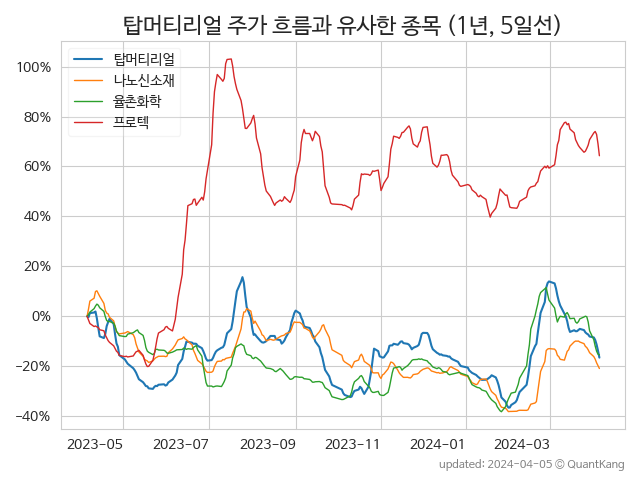 탑머티리얼 주가 흐름과 유사한 종목 (1년, 5일선)
탑머티리얼
나노신소재
율촌화학
프로텍
100%
80%
60%
40%
20%
0%
−20%
−40%
2023-05
2023-07
2023-09
2023-11
2024-01
2024-03
updated: 2024-04-05 © QuantKang